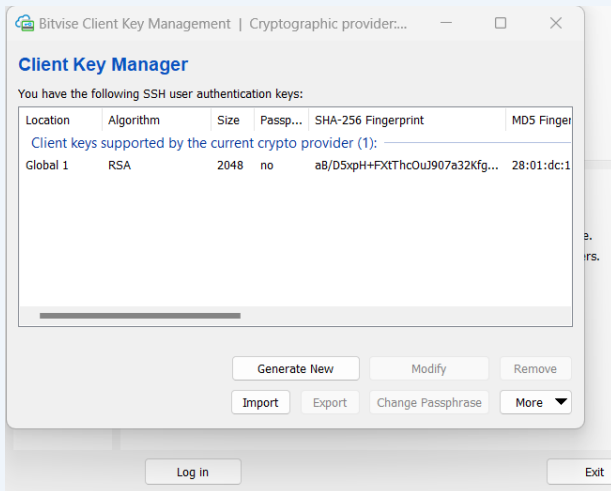 Bitvise Client Key Management | Cryptographic provider:...
Client Key Manager
You have the following SSH user authentication keys:
Location Algorithm Size Passp... SHA-256 Fingerprint MD5 Finger
Client keys supported by the current crypto provider (1):
Global 1 RSA 2048 no aB/D5xpH+FXtThcOuJ907a32Kfg... 28:01:dc:1
e.
rs.
Generate New Modify Remove
Import Export Change Passphrase More
Log in Exit